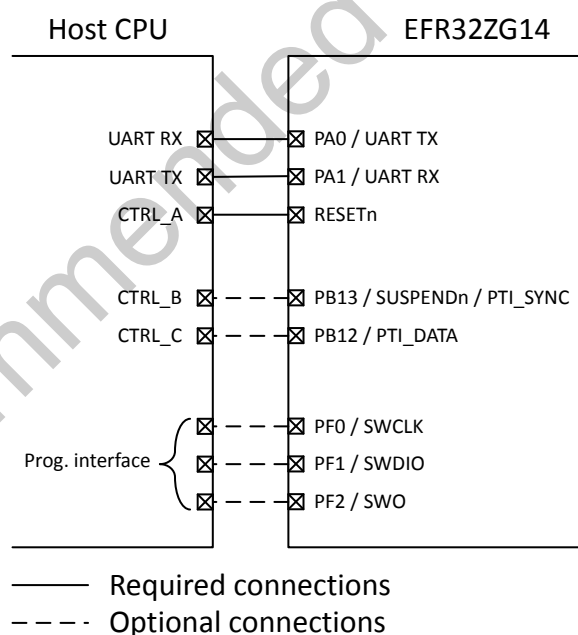 Host CPU EFR32ZG14
UART RX PA0 / UART TX
UART TX PA1 / UART RX
CTRL_A RESETn
CTRL_B PB13 / SUSPENDn / PTI_SYNC
CTRL_C PB12 / PTI_DATA
PF0 / SWCLK
Prog. interface PF1 / SWDIO
PF2 / SWO
Required connections
Optional connections